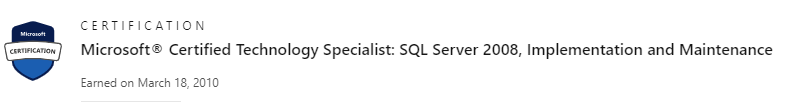 Microsoft
CERTIFICATION
CERTIFICATION
Microsoft® Certified Technology Specialist: SQL Server 2008, Implementation and Maintenance
Earned on March 18, 2010